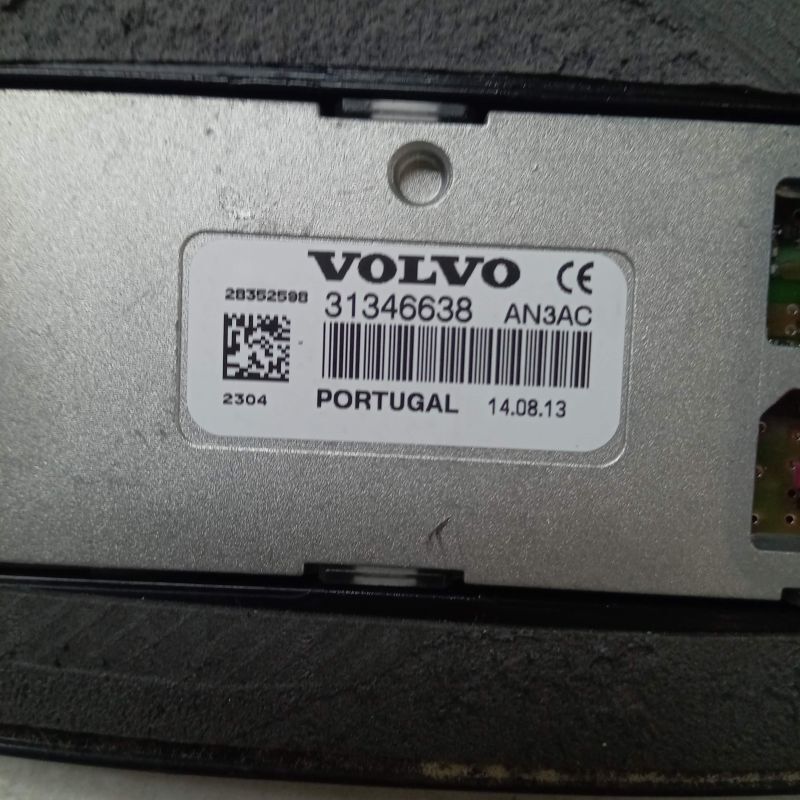 VOLVO CE
28352598 31346638 AN3AC
2304 PORTUGAL 14.08.13